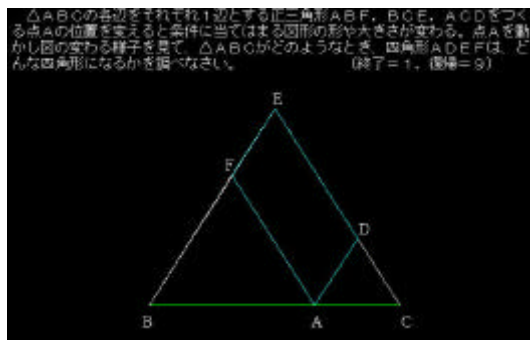 △ABCの各辺をそれぞれ1辺とする正三角形ABF，BCE，ACDをつく
る点Aの位置を変えると条件に当てはまる図形の形や大きさが変わる。点Aを動
かし図の変わる様子を見て、△ABCがどのようなとき、四角形ADEFは、ど
んな四角形になるかを調べなさい。 （終了＝1，復帰＝9）
E
F
D
B
A
C